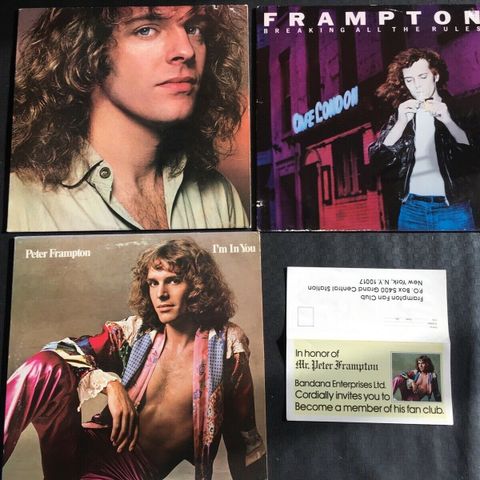 FRAMPTON
BREAKING ALL THE RULES
CAFE LONDON
Peter Frampton
I'm In You
Frampton Fan Club
P.O. Box 5400 Grand Central Station
New York, N.Y. 10017
In honor of
Mr. Peter Frampton
Bandana Enterprises Ltd.
Cordially invites you to
Become a member of his fan club.